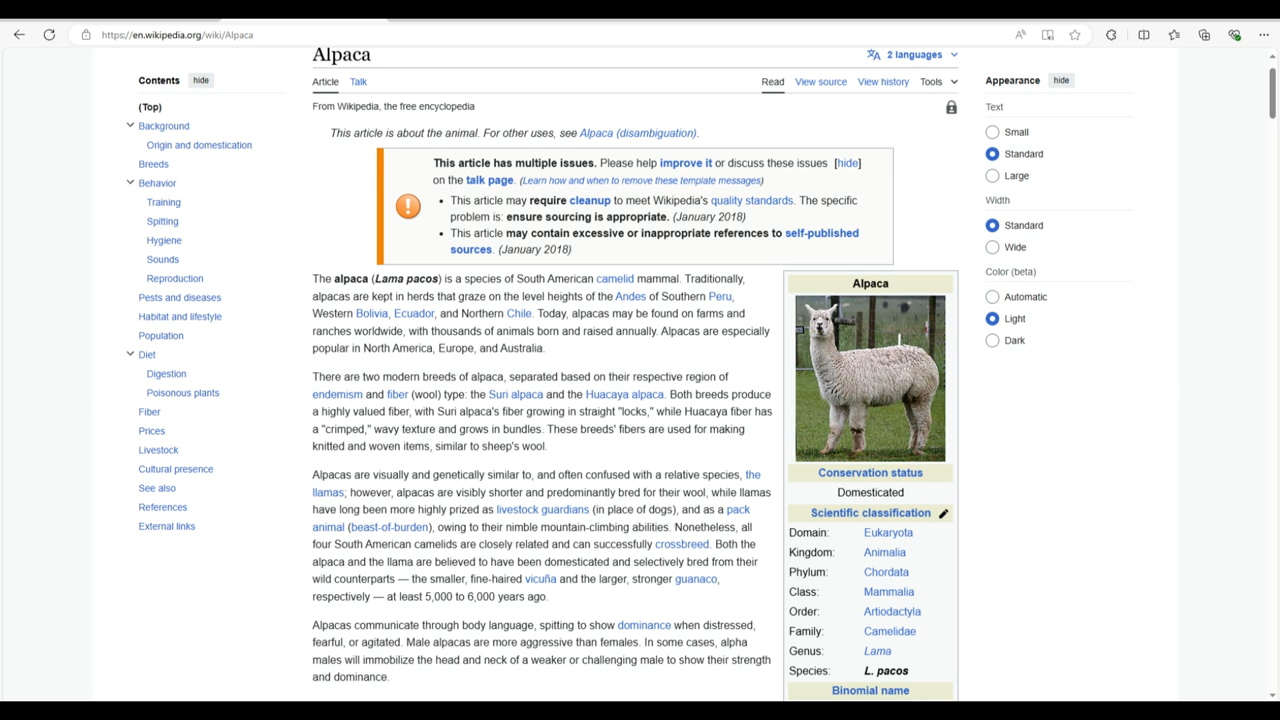 https://en.wikipedia.org/wiki/Alpaca
Alpaca
2 languages
Article Talk
Read View source View history Tools
From Wikipedia, the free encyclopedia
This article is about the animal. For other uses, see Alpaca (disambiguation).
Contents hide
(Top)
Background
Origin and domestication
Breeds
Behavior
Training
Spitting
Hygiene
Sounds
Reproduction
Pests and diseases
Habitat and lifestyle
Population
Diet
Digestion
Poisonous plants
Fiber
Prices
Livestock
Cultural presence
See also
References
External links
This article has multiple issues. Please help improve it or discuss these issues [hide]
on the talk page. (Learn how and when to remove these template messages)
• This article may require cleanup to meet Wikipedia's quality standards. The specific
problem is: ensure sourcing is appropriate. (January 2018)
• This article may contain excessive or inappropriate references to self-published
sources. (January 2018)
The alpaca (Lama pacos) is a species of South American camelid mammal. Traditionally,
alpacas are kept in herds that graze on the level heights of the Andes of Southern Peru,
Western Bolivia, Ecuador, and Northern Chile. Today, alpacas may be found on farms and
ranches worldwide, with thousands of animals born and raised annually. Alpacas are especially
popular in North America, Europe, and Australia.
There are two modern breeds of alpaca, separated based on their respective region of
endemism and fiber (wool) type: the Suri alpaca and the Huacaya alpaca. Both breeds produce
a highly valued fiber, with Suri alpaca's fiber growing in straight "locks," while Huacaya fiber has
a "crimped," wavy texture and grows in bundles. These breeds' fibers are used for making
knitted and woven items, similar to sheep's wool.
Alpacas are visually and genetically similar to, and often confused with a relative species, the
llamas; however, alpacas are visibly shorter and predominantly bred for their wool, while llamas
have long been more highly prized as livestock guardians (in place of dogs), and as a pack
animal (beast-of-burden), owing to their nimble mountain-climbing abilities. Nonetheless, all
four South American camelids are closely related and can successfully crossbreed. Both the
alpaca and the llama are believed to have been domesticated and selectively bred from their
wild counterparts — the smaller, fine-haired vicuña and the larger, stronger guanaco,
respectively — at least 5,000 to 6,000 years ago.
Alpacas communicate through body language, spitting to show dominance when distressed,
fearful, or agitated. Male alpacas are more aggressive than females. In some cases, alpha
males will immobilize the head and neck of a weaker or challenging male to show their strength
and dominance.
Alpaca
Conservation status
Domesticated
Scientific classification
Domain: Eukaryota
Kingdom: Animalia
Phylum: Chordata
Class: Mammalia
Order: Artiodactyla
Family: Camelidae
Genus: Lama
Species: L. pacos
Binomial name
Appearance hide
Text
Small
Standard
Large
Width
Standard
Wide
Color (beta)
Automatic
Light
Dark